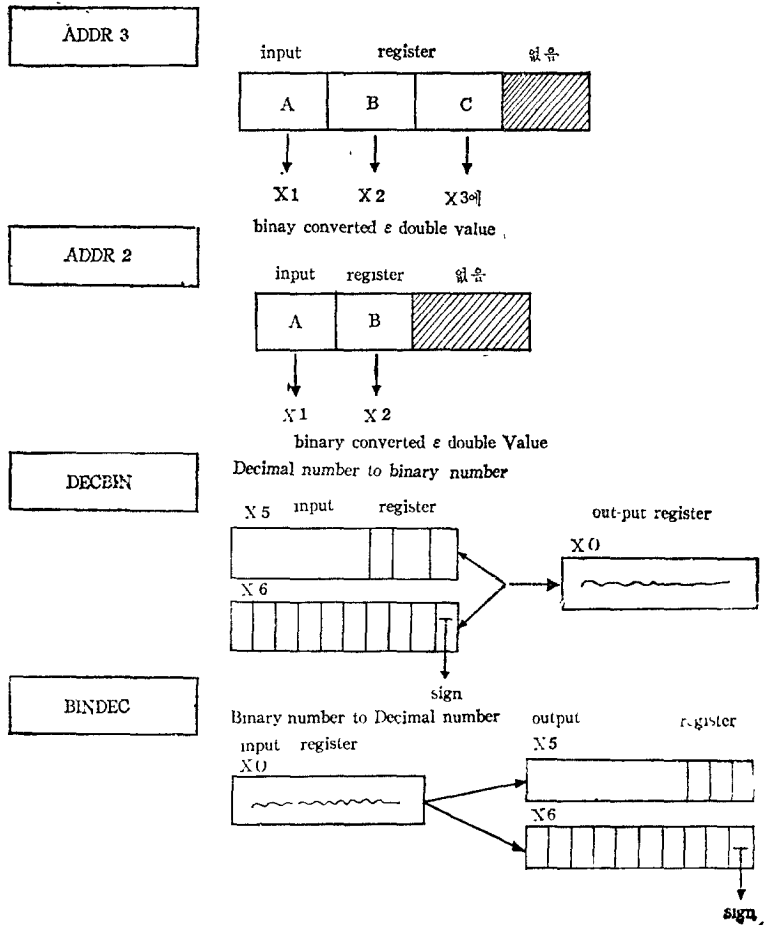 ADDR 3
input register 없음
A B C
X1 X2 X3에
binay converted ε double value
ADDR 2
input register 없음
A B
X1 X2
binary converted ε double Value
DECBIN
Decimal number to binary number
X5 input register
out-put register
X0
X6
sign
BINDEC
Binary number to Decimal number
output register
input register
X0
X5
X6
sign